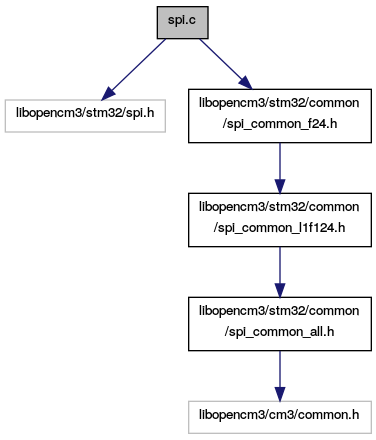 spi.c
libopencm3/stm32/spi.h
libopencm3/stm32/common
/spi_common_f24.h
libopencm3/stm32/common
/spi_common_l1f124.h
libopencm3/stm32/common
/spi_common_all.h
libopencm3/cm3/common.h